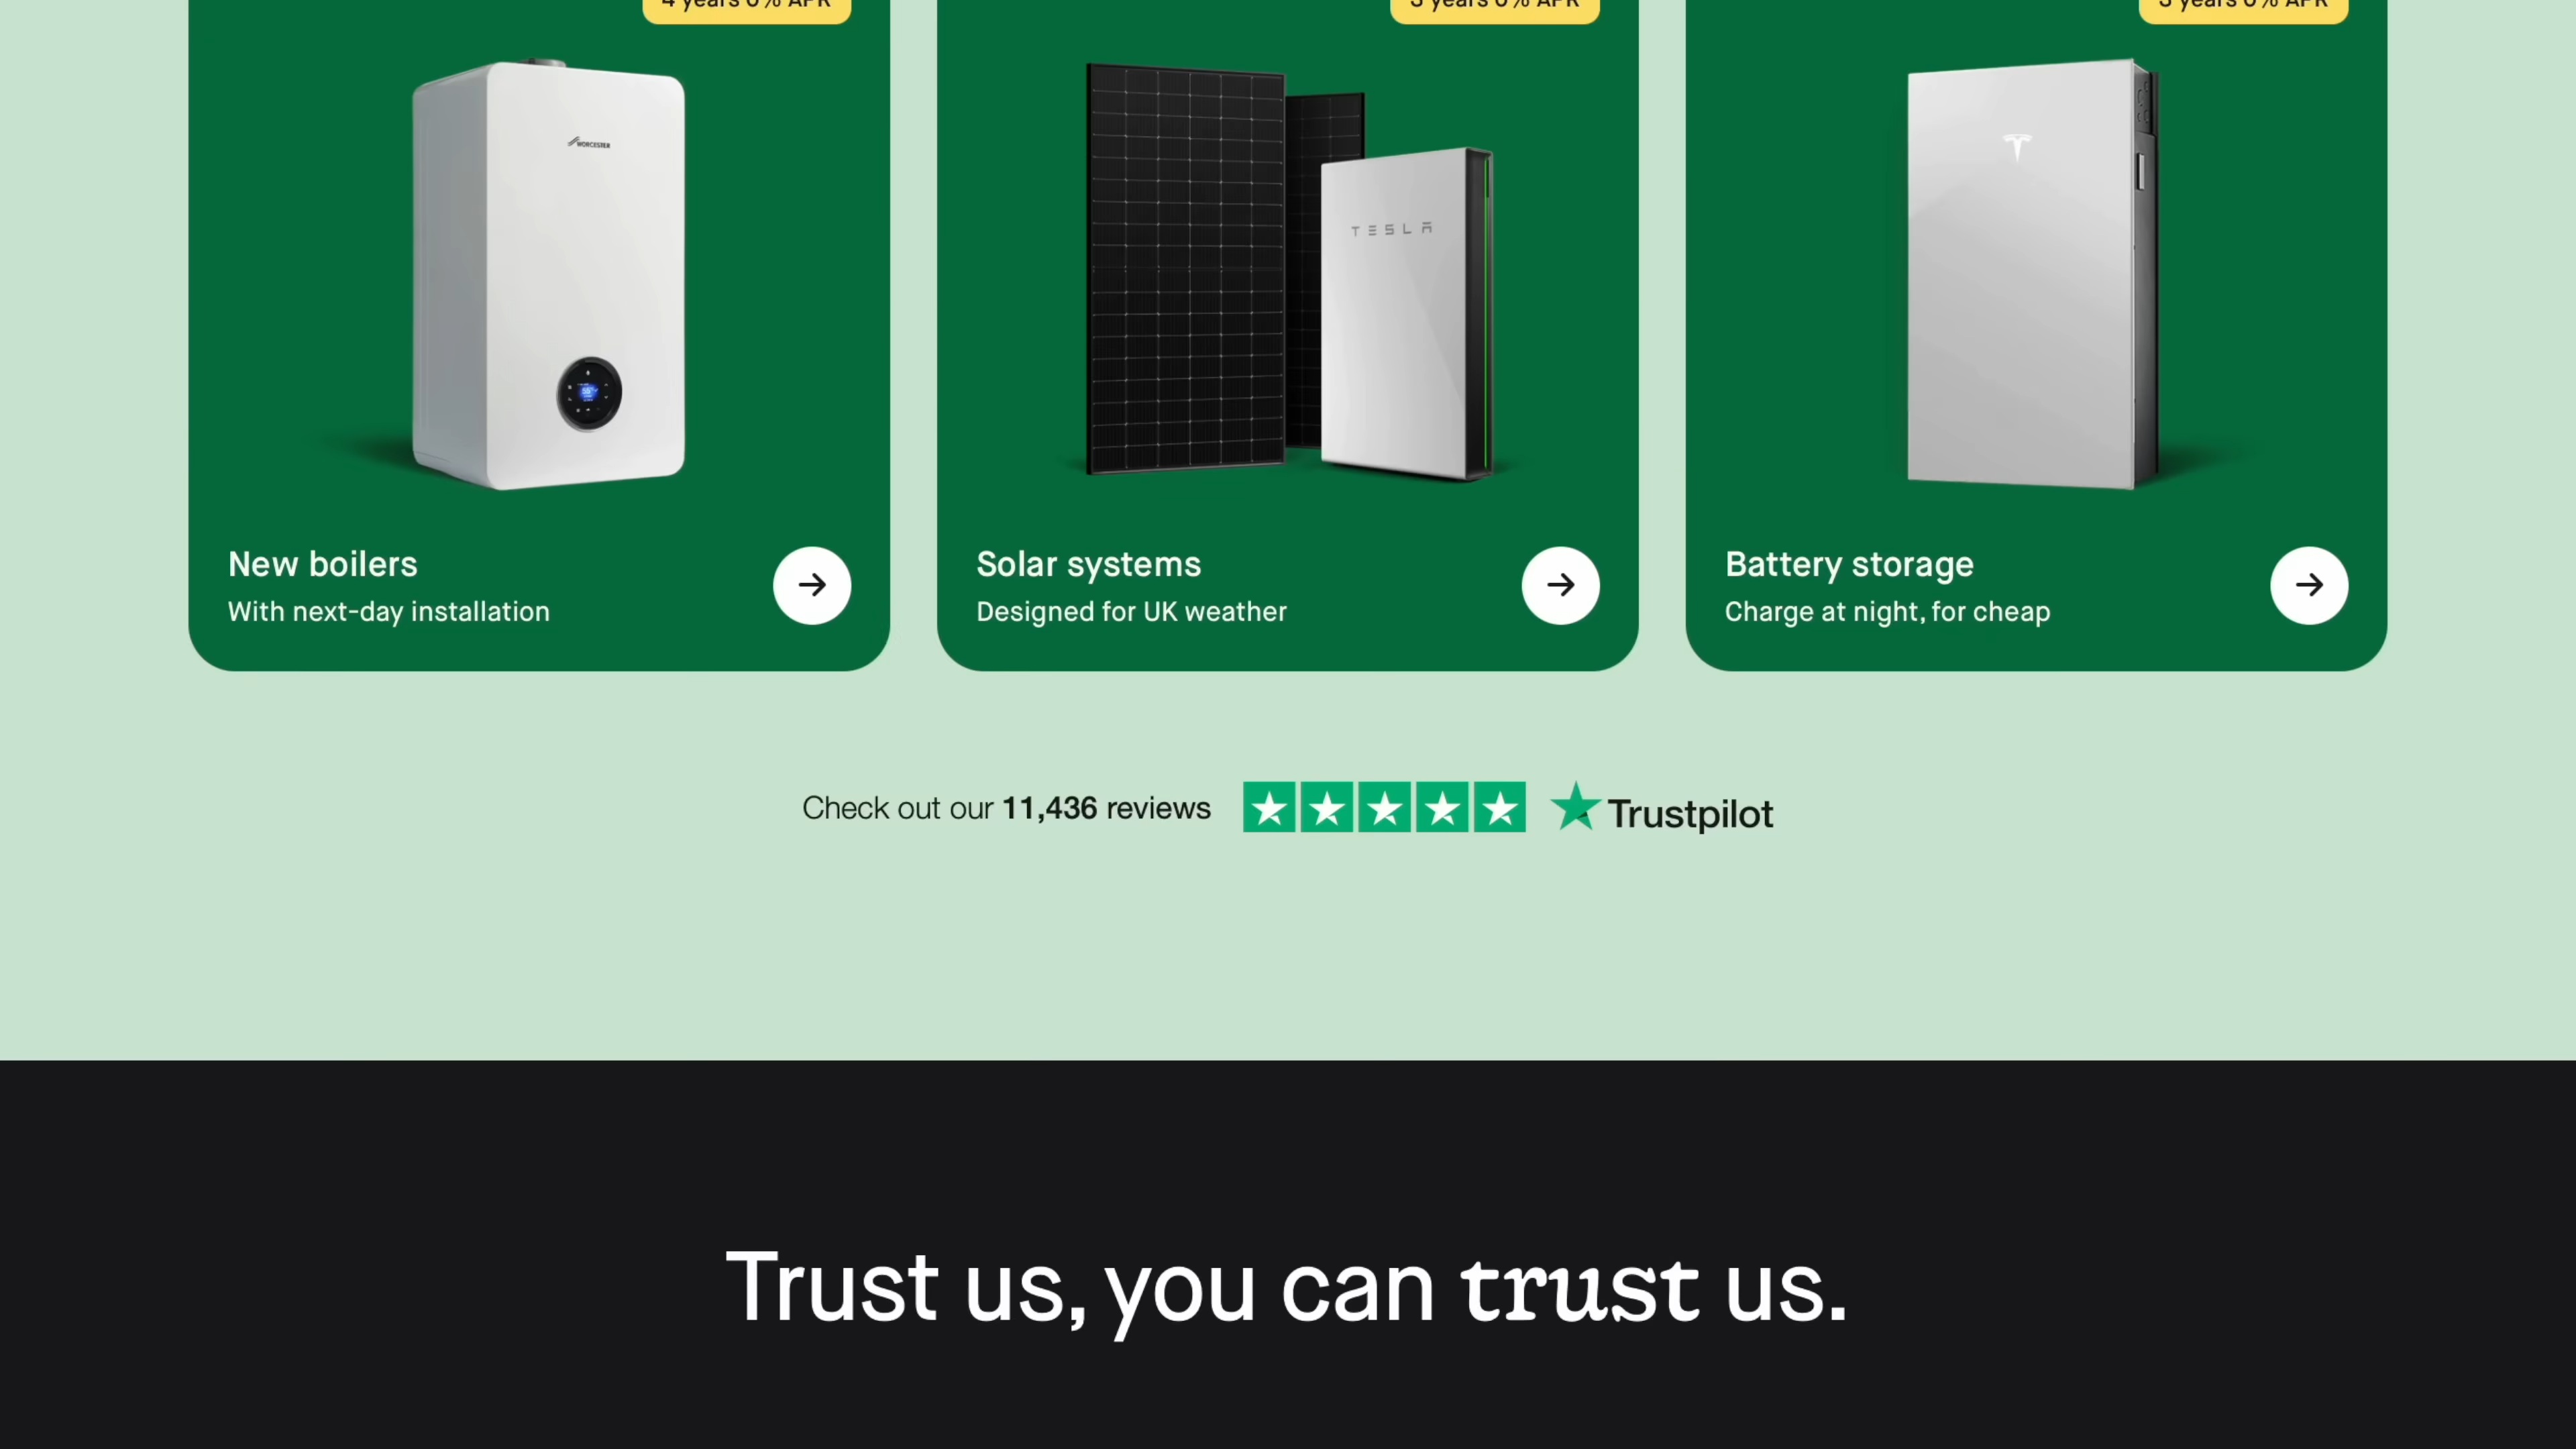 4 years 0% APR
3 years 0% APR
3 years 0% APR
WORCESTER
TESLA
New boilers
With next-day installation
Solar systems
Designed for UK weather
Battery storage
Charge at night, for cheap
Check out our 11,436 reviews
Trustpilot
Trust us, you can trust us.